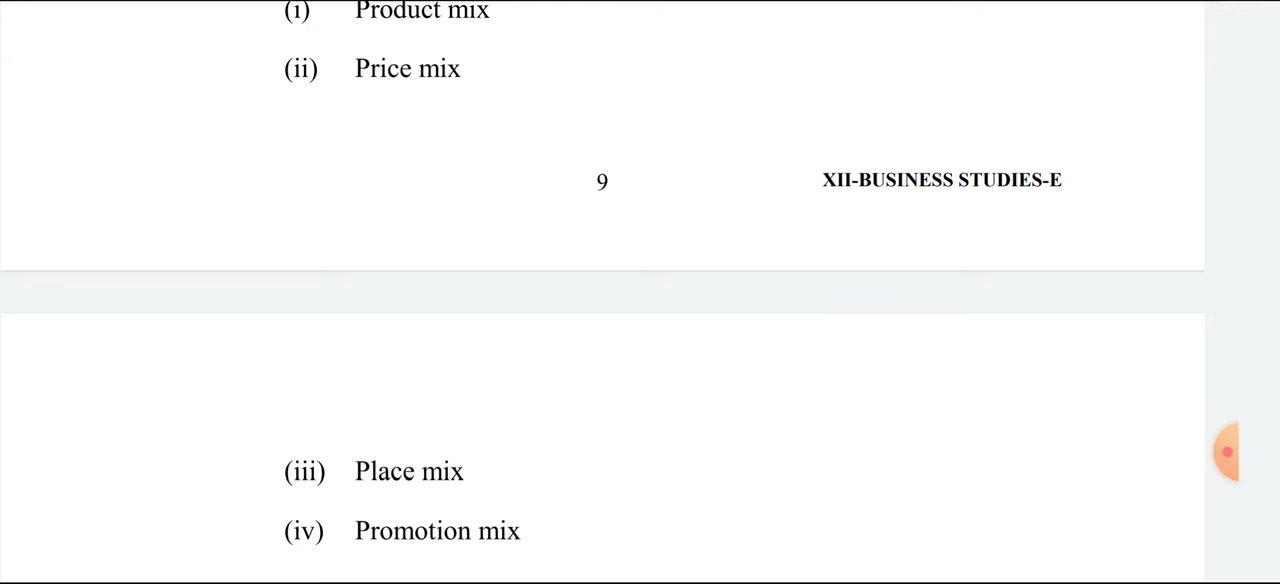 (i) Product mix
(ii) Price mix
9 XII-BUSINESS STUDIES-E
(iii) Place mix
(iv) Promotion mix